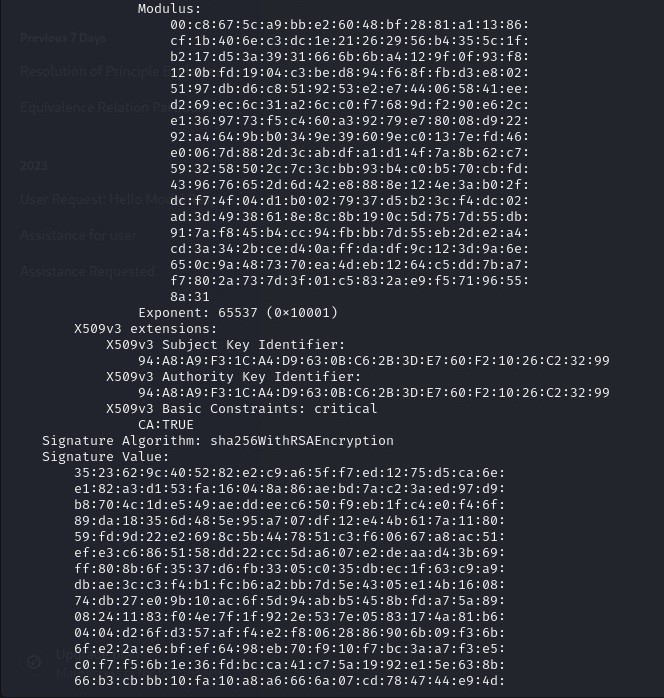 Modulus:
00:c8:67:5c:a9:bb:e2:60:48:bf:28:81:a1:13:86:
cf:1b:40:6e:c3:dc:1e:21:26:29:56:b4:35:5c:1f:
b2:17:d5:3a:39:31:66:6b:6b:a4:12:9f:0f:93:f8:
12:0b:fd:19:04:c3:be:d8:94:f6:8f:fb:d3:e8:02:
51:97:db:d6:c8:51:92:53:e2:e7:44:06:58:41:ee:
d2:69:ec:6c:31:a2:6c:c0:f7:68:9d:f2:90:e6:2c:
e1:36:97:73:f5:c4:60:a3:92:79:e7:80:08:d9:22:
92:a4:64:9b:b0:34:9e:39:60:9e:c0:13:7e:fd:46:
e0:06:7d:88:2d:3c:ab:df:a1:d1:4f:7a:8b:62:c7:
59:32:58:50:2c:7c:3c:bb:93:b4:c0:b5:70:cb:fd:
43:96:76:65:2d:6d:42:e8:88:8e:12:4e:3a:b0:2f:
dc:f7:4f:04:d1:b0:02:79:37:d5:b2:3c:f4:dc:02:
ad:3d:49:38:61:8e:8c:8b:19:0c:5d:75:7d:55:db:
91:7a:f8:45:b4:cc:94:fb:bb:7d:55:eb:2d:e2:a4:
cd:3a:34:2b:ce:d4:0a:ff:da:df:9c:12:3d:9a:6e:
65:0c:9a:48:73:70:ea:4d:eb:12:64:c5:dd:7b:a7:
f7:80:2a:73:7d:3f:01:c5:83:2a:e9:f5:71:96:55:
8a:31
Exponent: 65537 (0×10001)
X509v3 extensions:
X509v3 Subject Key Identifier:
94:A8:A9:F3:1C:A4:D9:63:0B:C6:2B:3D:E7:60:F2:10:26:C2:32:99
X509v3 Authority Key Identifier:
94:A8:A9:F3:1C:A4:D9:63:0B:C6:2B:3D:E7:60:F2:10:26:C2:32:99
X509v3 Basic Constraints: critical
CA:TRUE
Signature Algorithm: sha256WithRSAEncryption
Signature Value:
35:23:62:9c:40:52:82:e2:c9:a6:5f:f7:ed:12:75:d5:ca:6e:
e1:82:a3:d1:53:fa:16:04:8a:86:ae:bd:7a:c2:3a:ed:97:d9:
b8:70:4c:1d:e5:49:ae:dd:ee:c6:50:f9:eb:1f:c4:e0:f4:6f:
89:da:18:35:6d:48:5e:95:a7:07:df:12:e4:4b:61:7a:11:80:
59:fd:9d:22:e2:69:8c:5b:44:78:51:c3:f6:06:67:a8:ac:51:
ef:e3:c6:86:51:58:dd:22:cc:5d:a6:07:e2:de:aa:d4:3b:69:
ff:80:8b:6f:35:37:d6:fb:33:05:c0:35:db:ec:1f:63:c9:a9:
db:ae:3c:c3:f4:b1:fc:b6:a2:bb:7d:5e:43:05:e1:4b:16:08:
74:db:27:e0:9b:10:ac:6f:5d:94:ab:b5:45:8b:fd:a7:5a:89:
08:24:11:83:f0:4e:7f:1f:92:2e:53:7e:05:83:17:4a:81:b6:
04:04:d2:6f:d3:57:af:f4:e2:f8:06:28:86:90:6b:09:f3:6b:
6f:e2:2a:e6:bf:ef:64:98:eb:70:f9:10:f7:bc:3a:a7:f3:e5:
c0:f7:f5:6b:1e:36:fd:bc:ca:41:c7:5a:19:92:e1:5e:63:8b:
66:b3:cb:bb:10:fa:10:a8:a6:66:6a:07:cd:78:47:44:e9:4d:
Previous 7 Days
Resolution of Principle
Equivalence Relation
2023
User Request: Hello
Assistance for user
Assistance Requested.